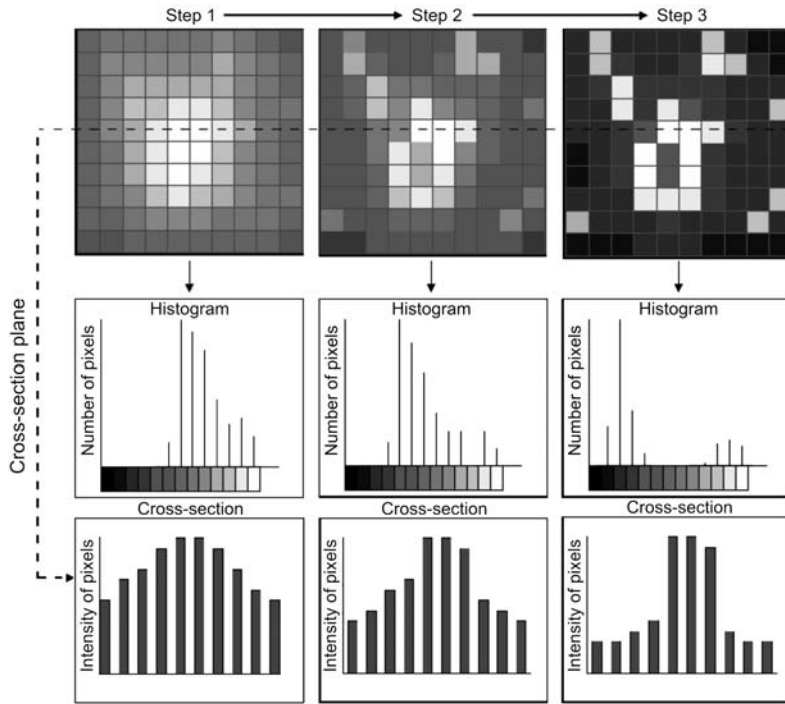 Step 1 Step 2 Step 3
Cross-section plane
Histogram Histogram Histogram
Number of pixels Number of pixels Number of pixels
Cross-section Cross-section Cross-section
Intensity of pixels Intensity of pixels Intensity of pixels